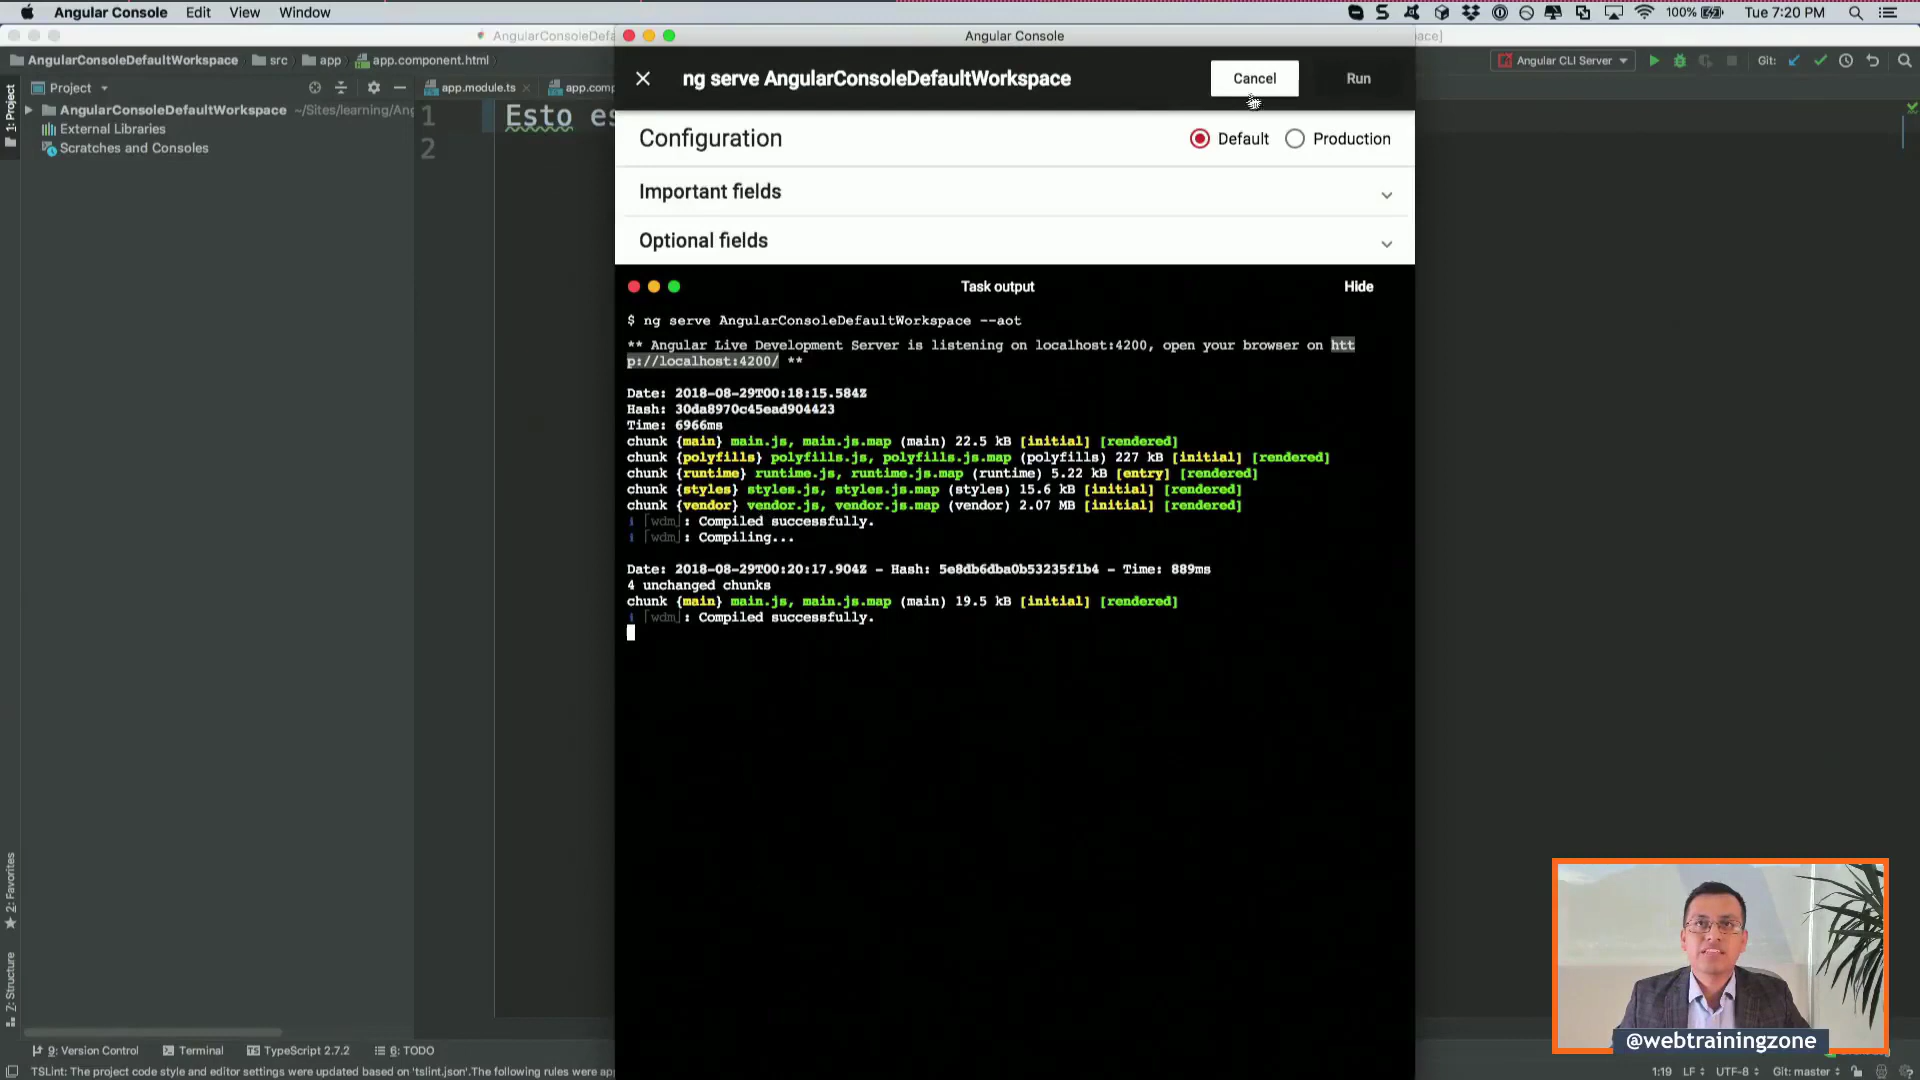 Angular Console Edit View Window 100% Tue 7:20 PM
AngularConsoleDefa Angular Console ace]
AngularConsoleDefaultWorkspace src app app.component.html Angular CLI Server Git:
ng serve AngularConsoleDefaultWorkspace Cancel Run
Project app.module.ts app.comp
1: Project
AngularConsoleDefaultWorkspace ~/Sites/learning/Ang
External Libraries
Scratches and Consoles
1 Esto es
2
Configuration Default Production
Important fields
Optional fields
Task output Hide
$ ng serve AngularConsoleDefaultWorkspace --aot
** Angular Live Development Server is listening on localhost:4200, open your browser on htt
p://localhost:4200/ **
Date: 2018-08-29T00:18:15.584Z
Hash: 30da8970c45ead904423
Time: 6966ms
chunk {main} main.js, main.js.map (main) 22.5 kB [initial] [rendered]
chunk {polyfills} polyfills.js, polyfills.js.map (polyfills) 227 kB [initial] [rendered]
chunk {runtime} runtime.js, runtime.js.map (runtime) 5.22 kB [entry] [rendered]
chunk {styles} styles.js, styles.js.map (styles) 15.6 kB [initial] [rendered]
chunk {vendor} vendor.js, vendor.js.map (vendor) 2.07 MB [initial] [rendered]
i ｢wdm｣: Compiled successfully.
i ｢wdm｣: Compiling...
Date: 2018-08-29T00:20:17.904Z - Hash: 5e8db6dba0b53235f1b4 - Time: 889ms
4 unchanged chunks
chunk {main} main.js, main.js.map (main) 19.5 kB [initial] [rendered]
i ｢wdm｣: Compiled successfully.
2: Favorites
Z: Structure
@webtrainingzone
9: Version Control Terminal TypeScript 2.7.2 6: TODO
TSLint: The project code style and editor settings were updated based on 'tslint.json'.The following rules were app 1:19 LF UTF-8 Git: master